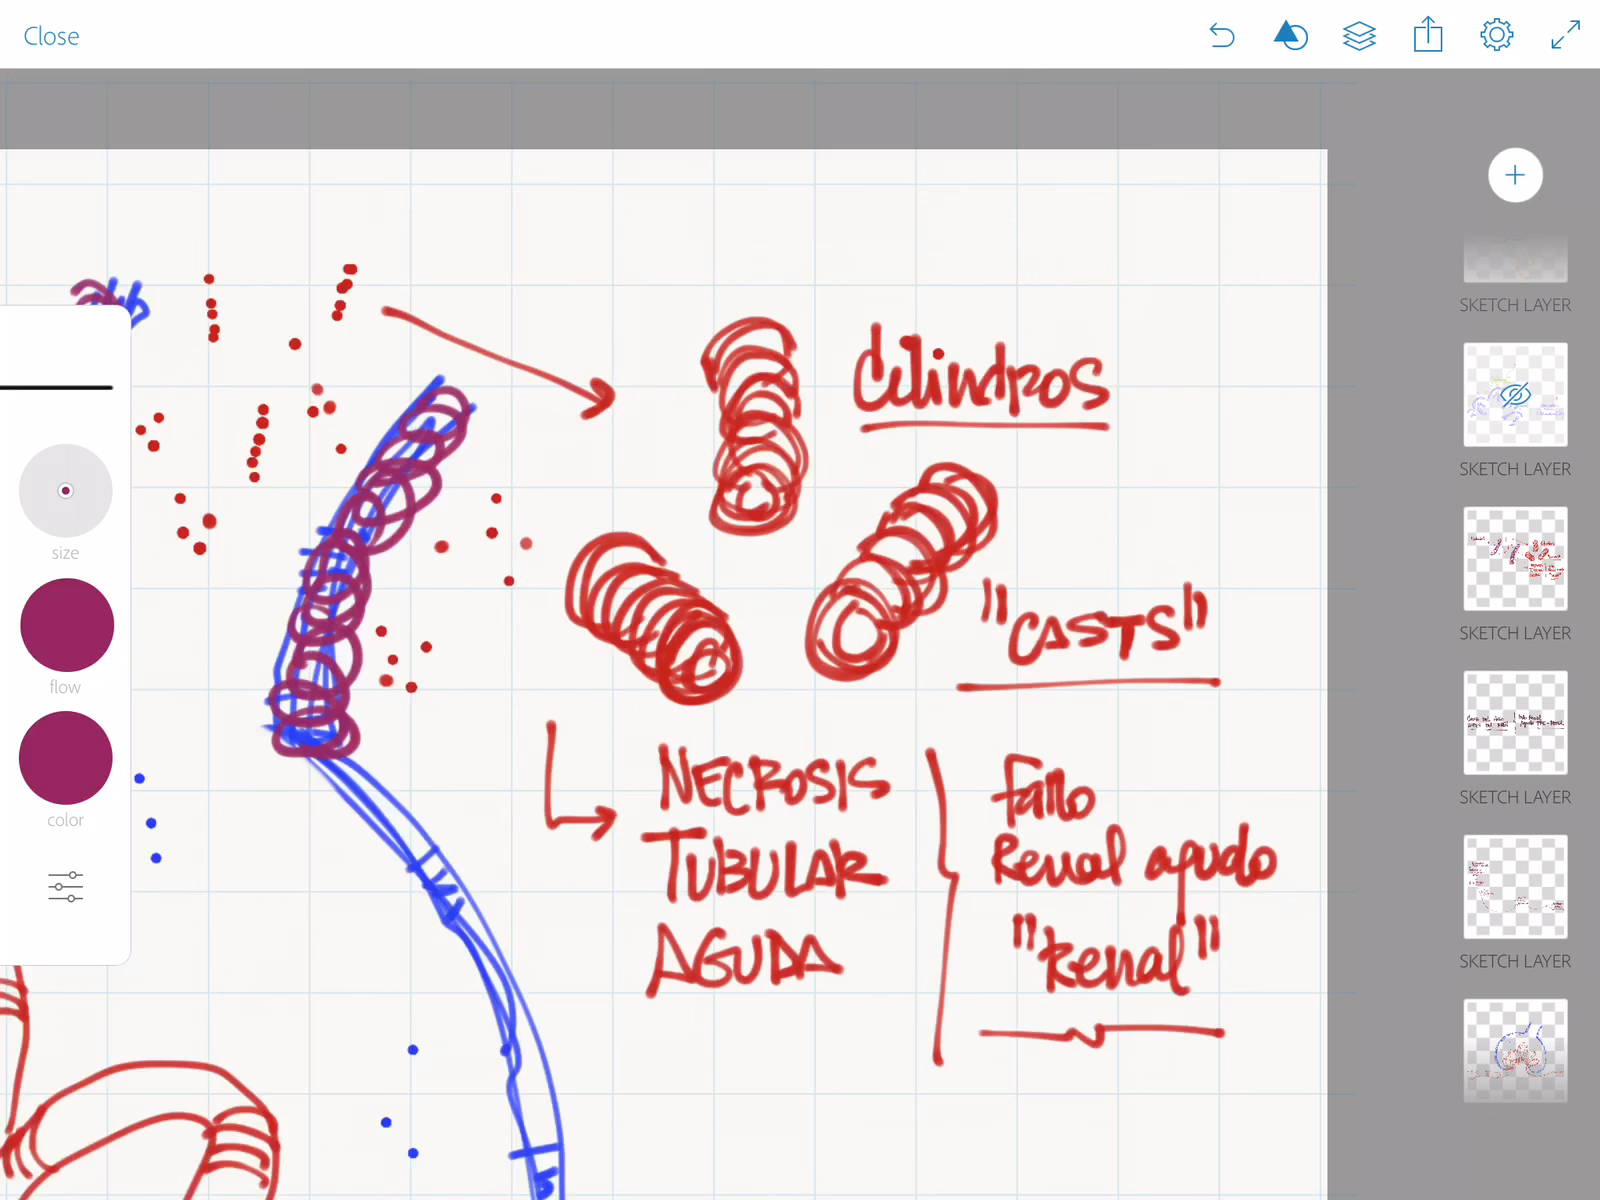 Close
SKETCH LAYER
Cilindros
SKETCH LAYER
size
SKETCH LAYER
"CASTS"
flow
NECROSIS
TUBULAR
AGUDA
Fallo
Renal agudo
"Renal"
SKETCH LAYER
color
SKETCH LAYER